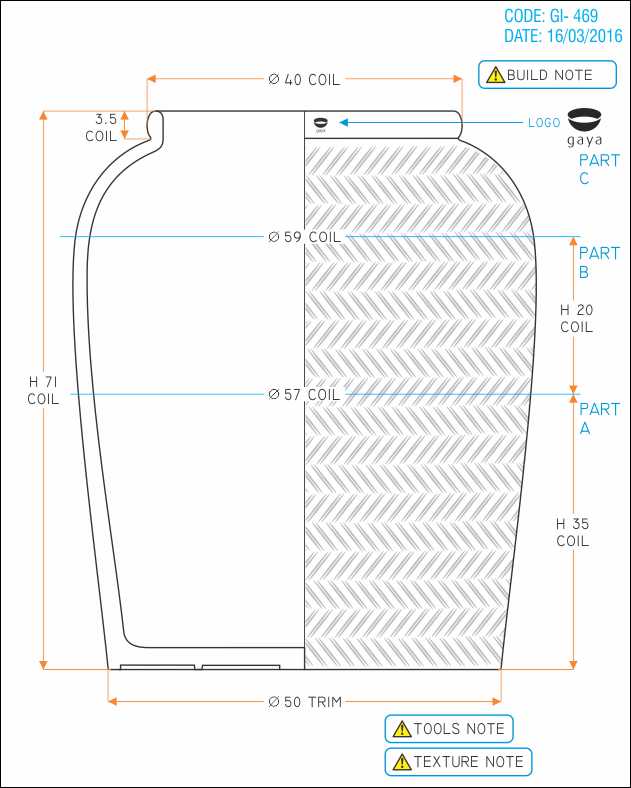 CODE: GI- 469
DATE: 16/03/2016
BUILD NOTE
Ø 40 COIL
3.5
COIL
gaya
LOGO
gaya
PART
C
Ø 59 COIL
PART
B
H 20
COIL
H 71
COIL
Ø 57 COIL
PART
A
H 35
COIL
Ø 50 TRIM
TOOLS NOTE
TEXTURE NOTE